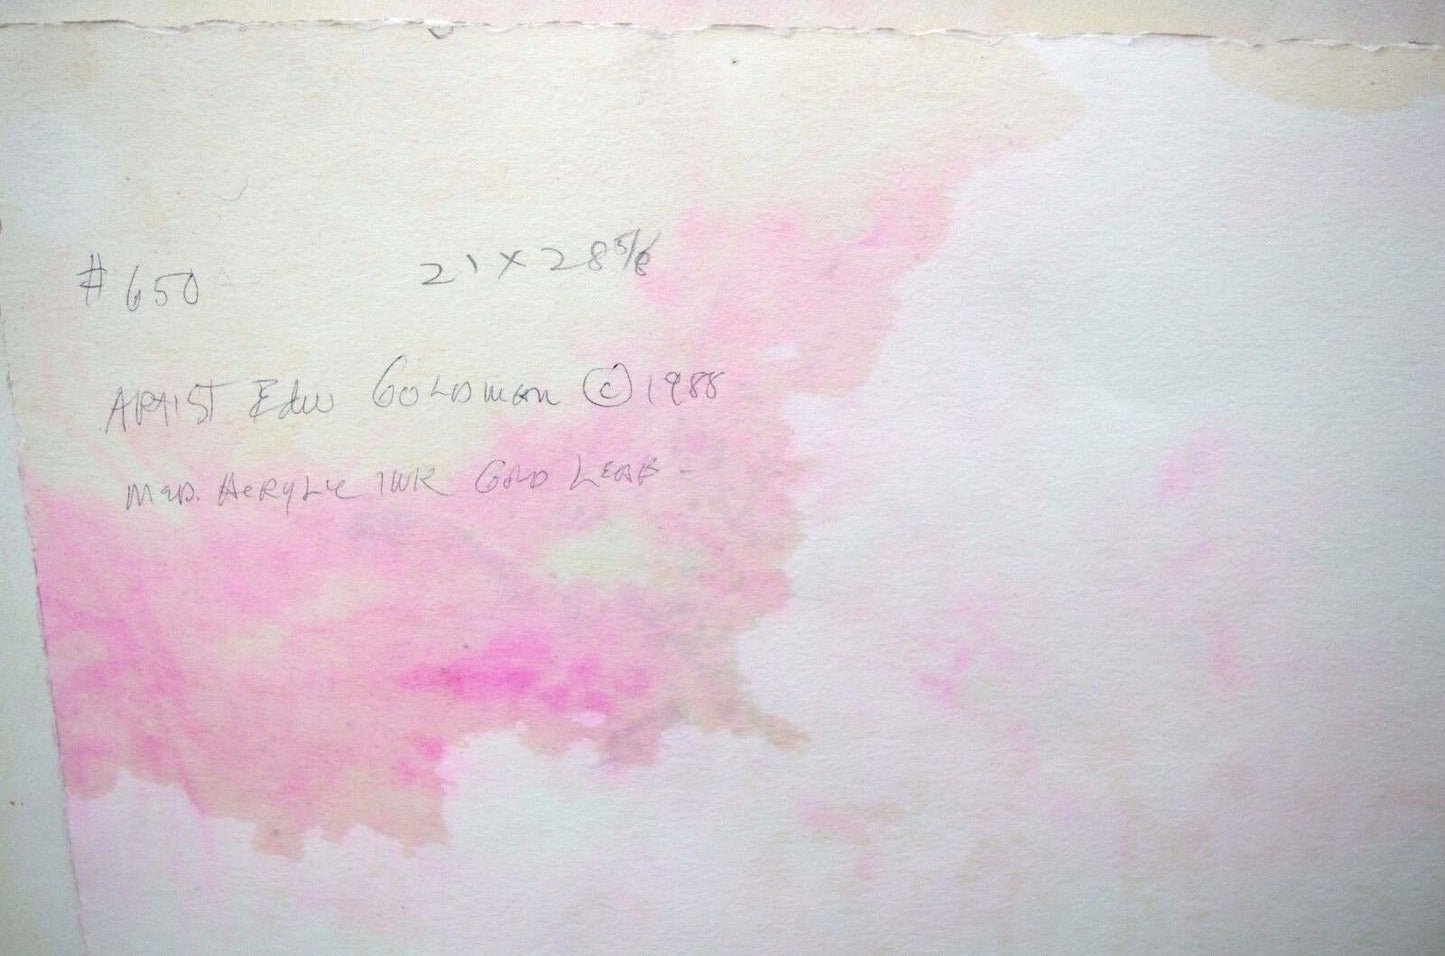 #650 21 x 28 5/8
ARTIST Edw GOLDMAN © 1988
MED. ACRYLIC INK GOLD LEAF -